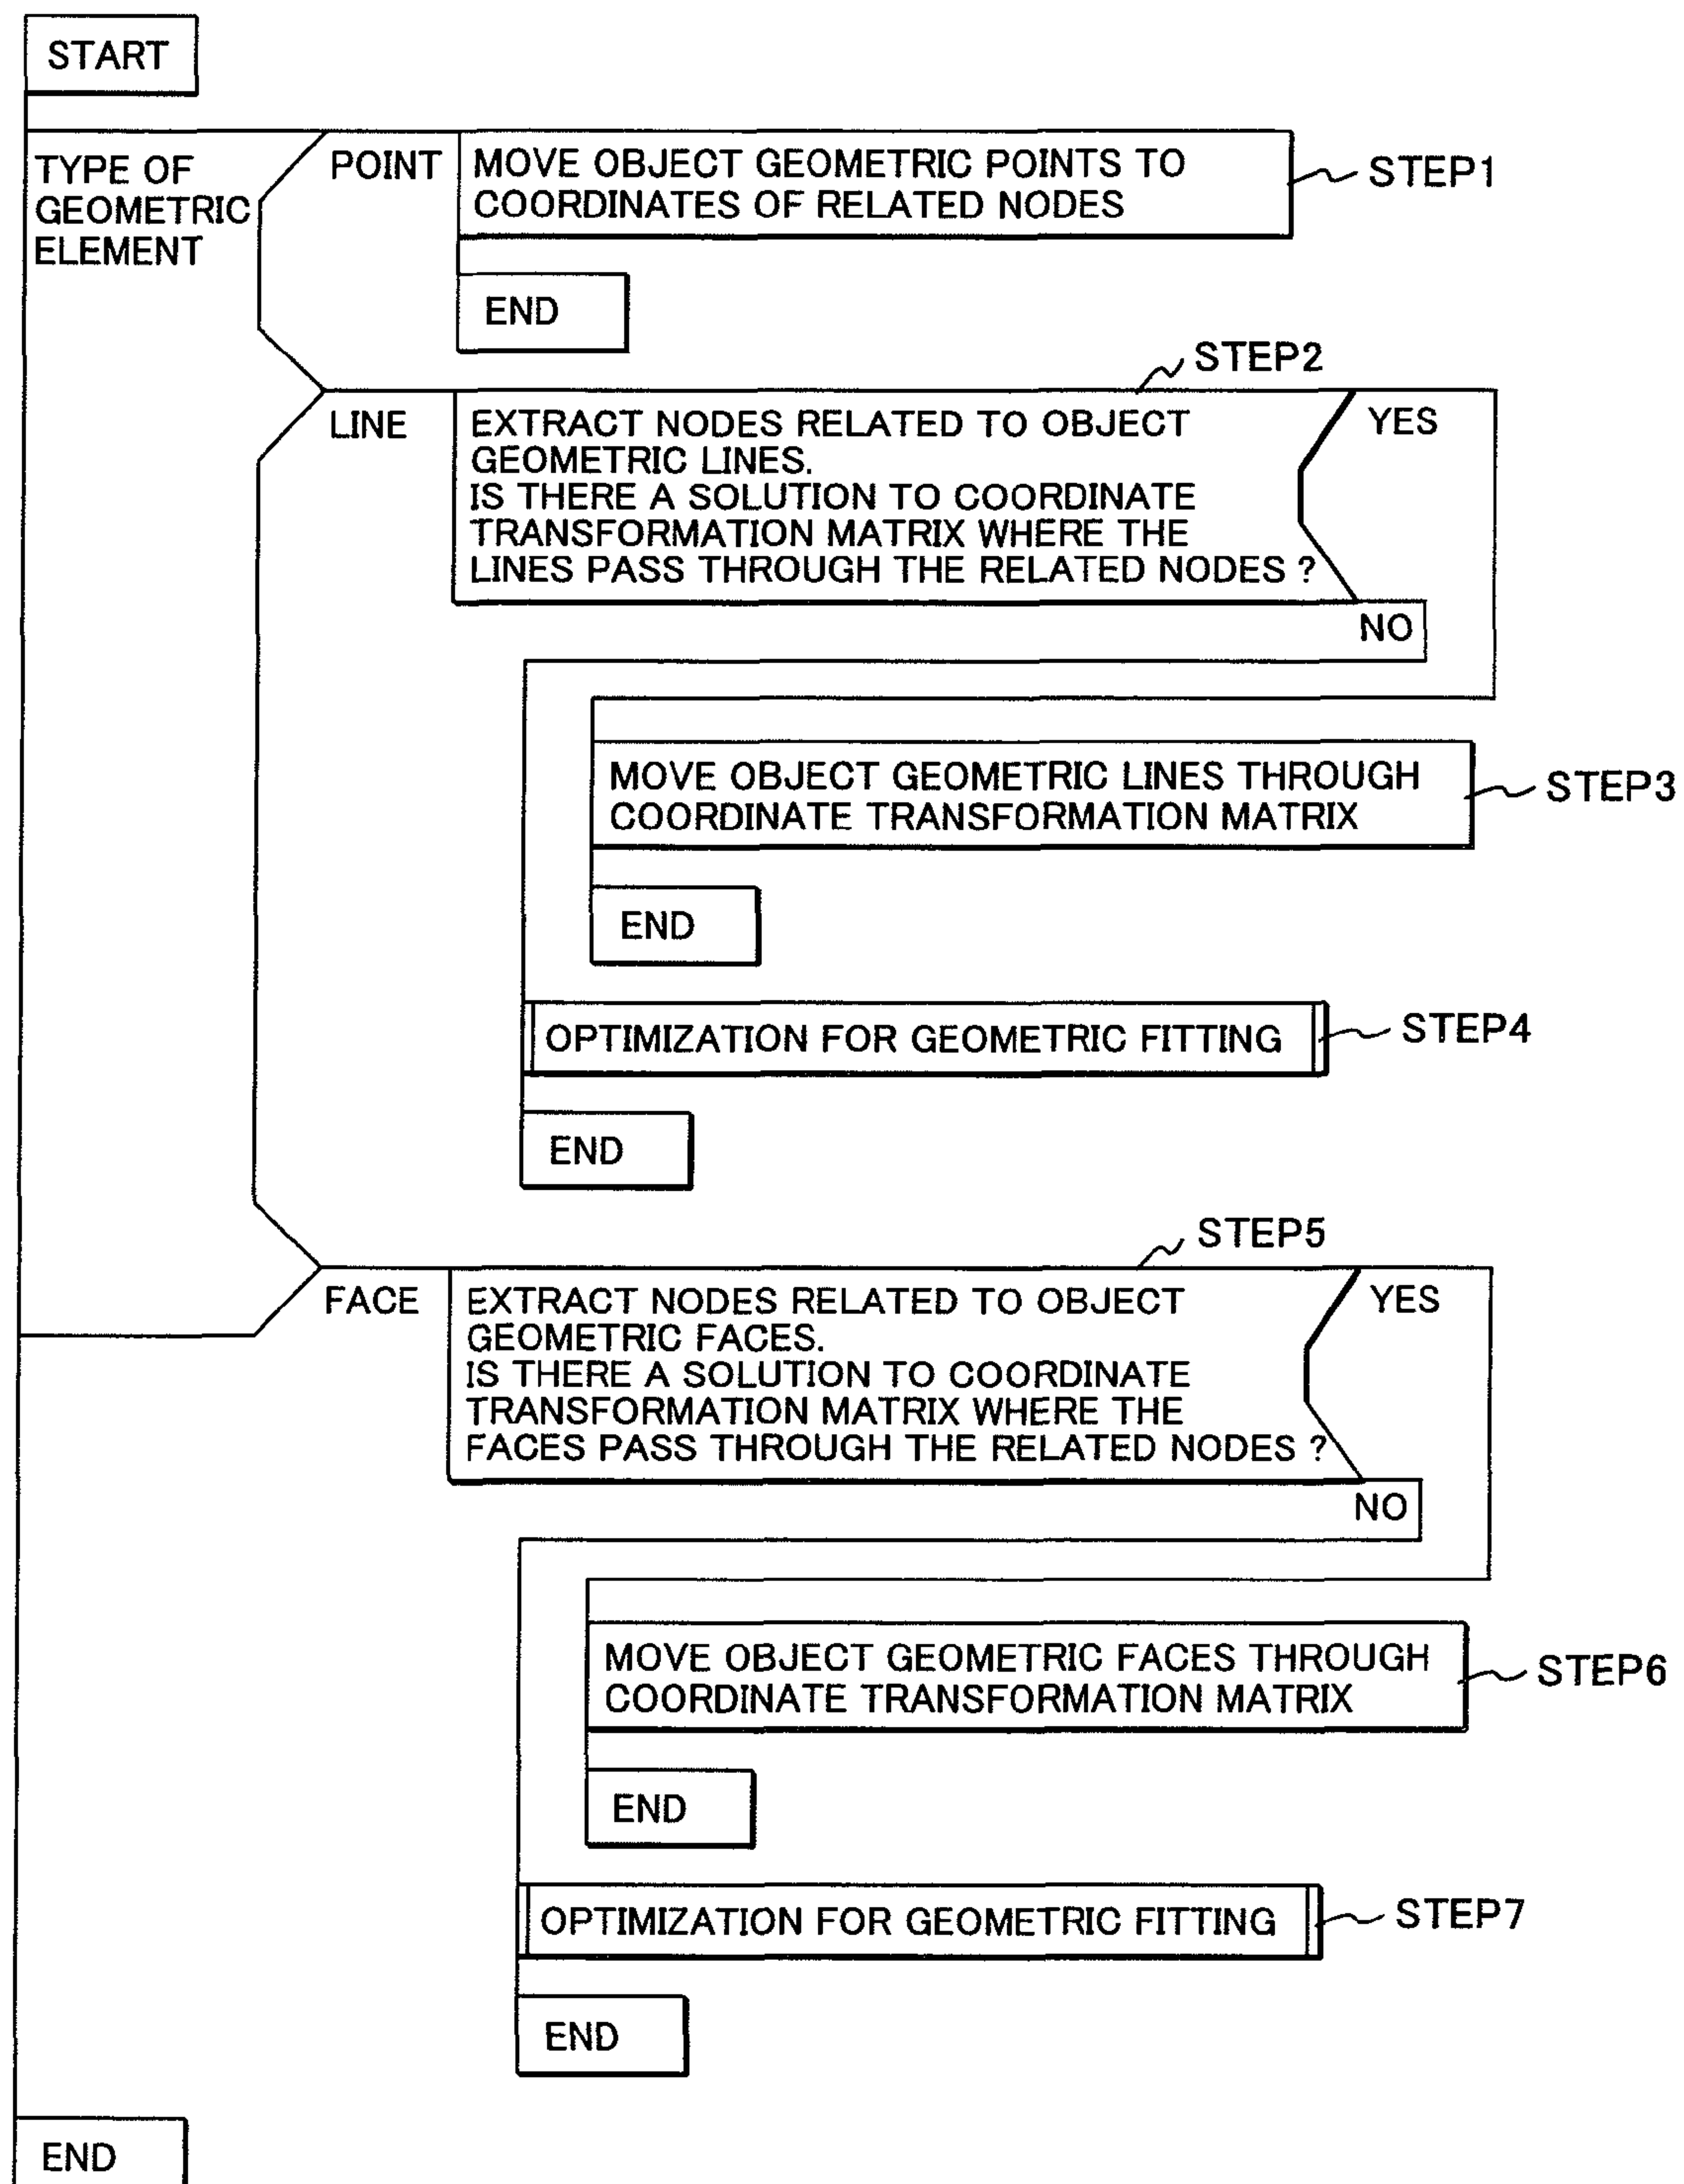 START
TYPE OF
GEOMETRIC
ELEMENT
POINT
MOVE OBJECT GEOMETRIC POINTS TO
COORDINATES OF RELATED NODES
STEP1
END
STEP2
LINE
EXTRACT NODES RELATED TO OBJECT
GEOMETRIC LINES.
IS THERE A SOLUTION TO COORDINATE
TRANSFORMATION MATRIX WHERE THE
LINES PASS THROUGH THE RELATED NODES ?
YES
NO
MOVE OBJECT GEOMETRIC LINES THROUGH
COORDINATE TRANSFORMATION MATRIX
STEP3
END
OPTIMIZATION FOR GEOMETRIC FITTING
STEP4
END
STEP5
FACE
EXTRACT NODES RELATED TO OBJECT
GEOMETRIC FACES.
IS THERE A SOLUTION TO COORDINATE
TRANSFORMATION MATRIX WHERE THE
FACES PASS THROUGH THE RELATED NODES ?
YES
NO
MOVE OBJECT GEOMETRIC FACES THROUGH
COORDINATE TRANSFORMATION MATRIX
STEP6
END
OPTIMIZATION FOR GEOMETRIC FITTING
STEP7
END
END